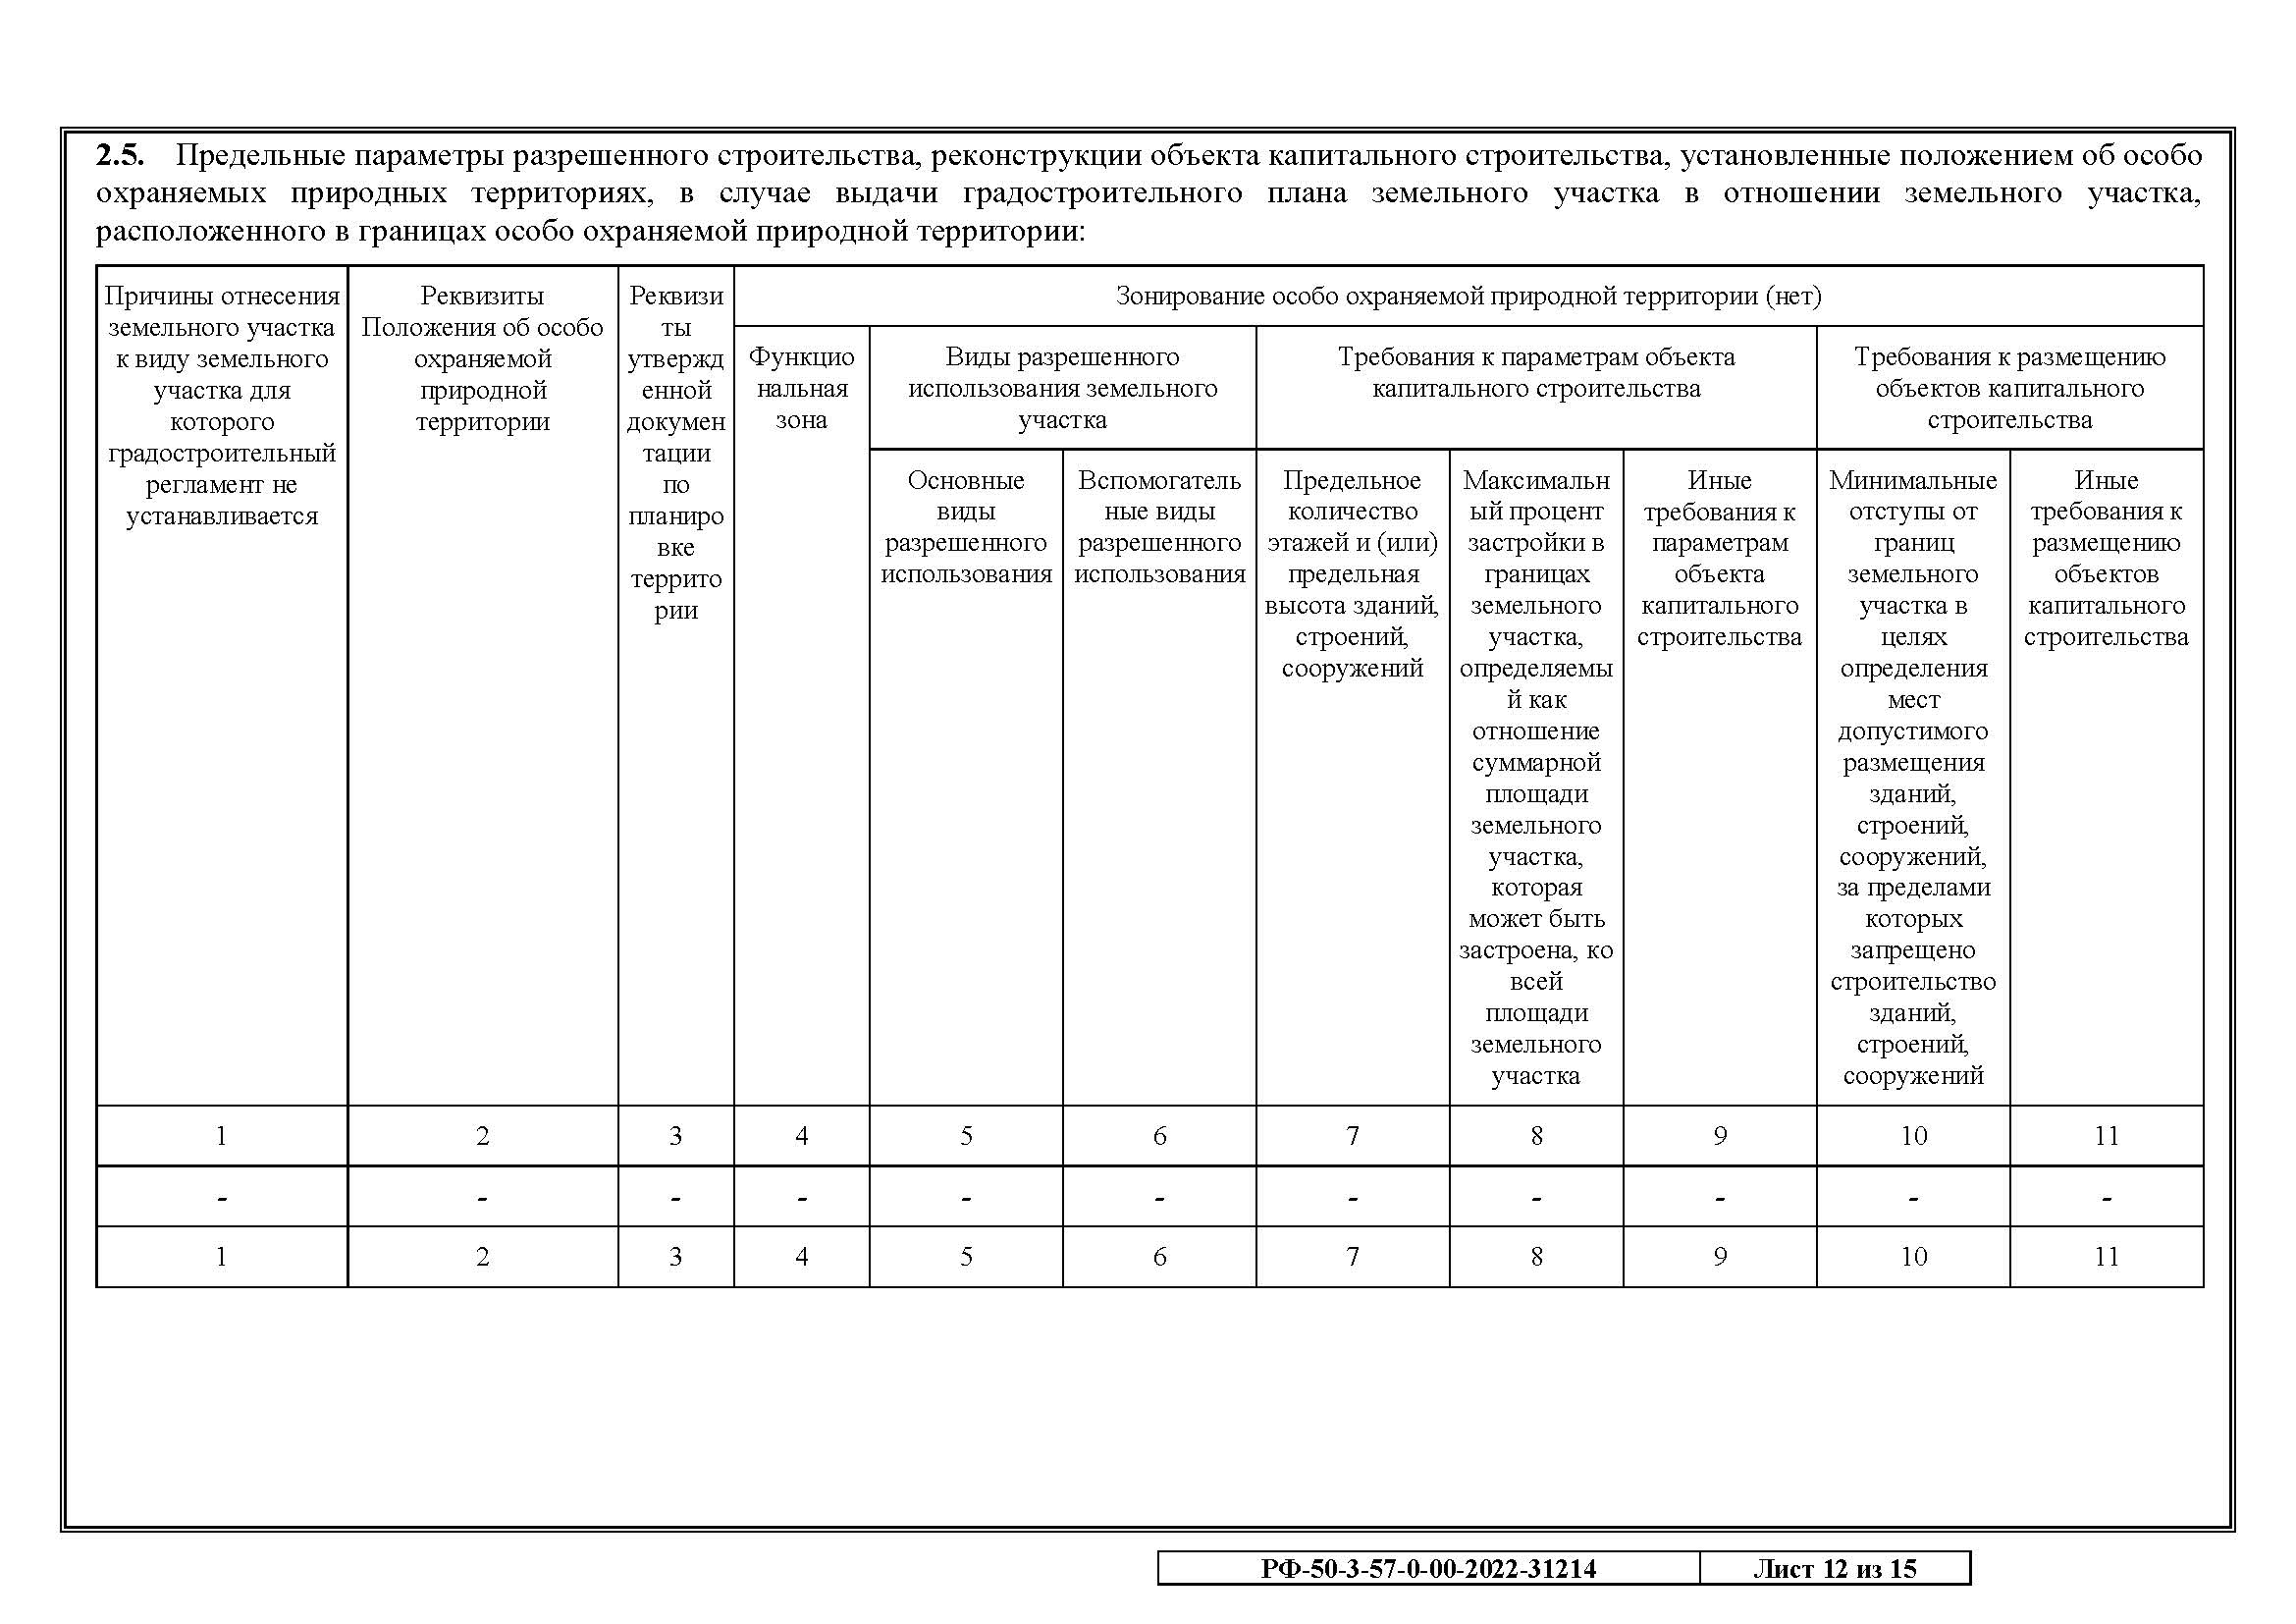 2.5. Предельные параметры разрешенного строительства, реконструкции объекта капитального строительства, установленные положением об особо
охраняемых природных территориях, в случае выдачи градостроительного плана земельного участка в отношении земельного участка,
расположенного в границах особо охраняемой природной территории:
Причины отнесения
земельного участка
к виду земельного
участка для
которого
градостроительный
регламент не
устанавливается
Реквизиты
Положения об особо
охраняемой
природной
территории
Реквизи
ты
утвержд
енной
докумен
тации
по
планиро
вке
террито
рии
Зонирование особо охраняемой природной территории (нет)
Функцио
нальная
зона
Виды разрешенного
использования земельного
участка
Требования к параметрам объекта
капитального строительства
Требования к размещению
объектов капитального
строительства
Основные
виды
разрешенного
использования
Вспомогатель
ные виды
разрешенного
использования
Предельное
количество
этажей и (или)
предельная
высота зданий,
строений,
сооружений
Максимальн
ый процент
застройки в
границах
земельного
участка,
определяемы
й как
отношение
суммарной
площади
земельного
участка,
которая
может быть
застроена, ко
всей
площади
земельного
участка
Иные
требования к
параметрам
объекта
капитального
строительства
Минимальные
отступы от
границ
земельного
участка в
целях
определения
мест
допустимого
размещения
зданий,
строений,
сооружений,
за пределами
которых
запрещено
строительство
зданий,
строений,
сооружений
Иные
требования к
размещению
объектов
капитального
строительства
1 2 3 4 5 6 7 8 9 10 11
- - - - - - - - - - -
1 2 3 4 5 6 7 8 9 10 11
РФ-50-3-57-0-00-2022-31214 Лист 12 из 15